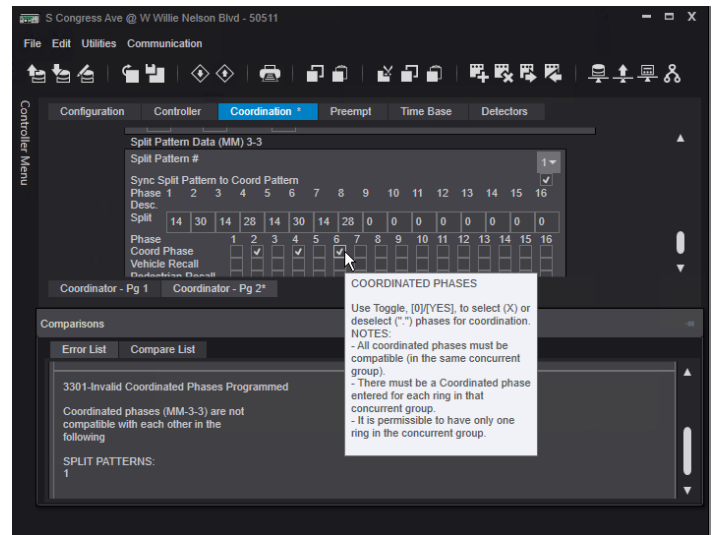 S Congress Ave @ W Willie Nelson Blvd - 50511
File Edit Utilities Communication
Controller Menu
Configuration Controller Coordination * Preempt Time Base Detectors
Split Pattern Data (MM) 3-3
Split Pattern # 1
Sync Split Pattern to Coord Pattern
Phase 1 2 3 4 5 6 7 8 9 10 11 12 13 14 15 16
Desc.
Split 14 30 14 28 14 30 14 28 0 0 0 0 0 0 0 0
Phase 1 2 3 4 5 6 7 8 9 10 11 12 13 14 15 16
Coord Phase
Vehicle Recall
Pedestrian Recall
Coordinator - Pg 1 Coordinator - Pg 2*
COORDINATED PHASES
Use Toggle, [0]/[YES], to select (X) or
deselect (".") phases for coordination.
NOTES:
- All coordinated phases must be
compatible (in the same concurrent
group).
- There must be a Coordinated phase
entered for each ring in that
concurrent group.
- It is permissible to have only one
ring in the concurrent group.
Comparisons
Error List Compare List
3301-Invalid Coordinated Phases Programmed
Coordinated phases (MM-3-3) are not
compatible with each other in the
following
SPLIT PATTERNS:
1